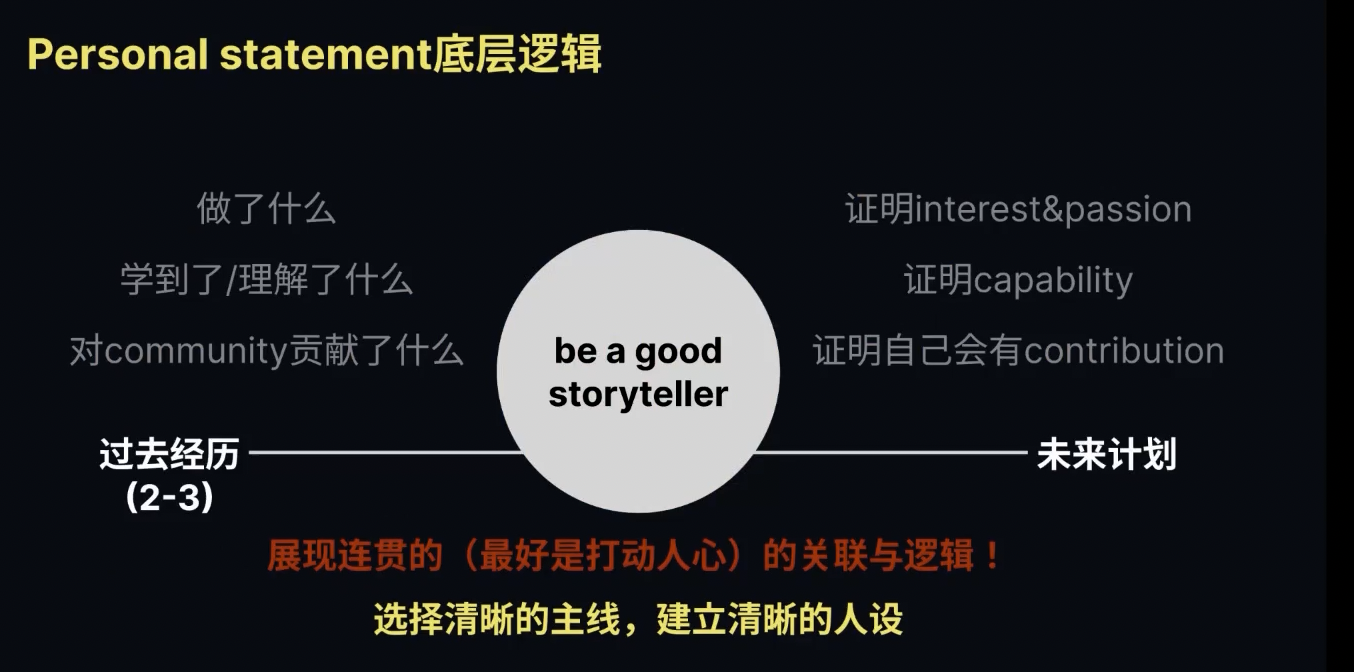 Personal statement底层逻辑
做了什么
学到了/理解了什么
对community贡献了什么
过去经历
(2-3)
be a good
storyteller
证明interest&passion
证明capability
证明自己会有contribution
未来计划
展现连贯的（最好是打动人心）的关联与逻辑！
选择清晰的主线，建立清晰的人设